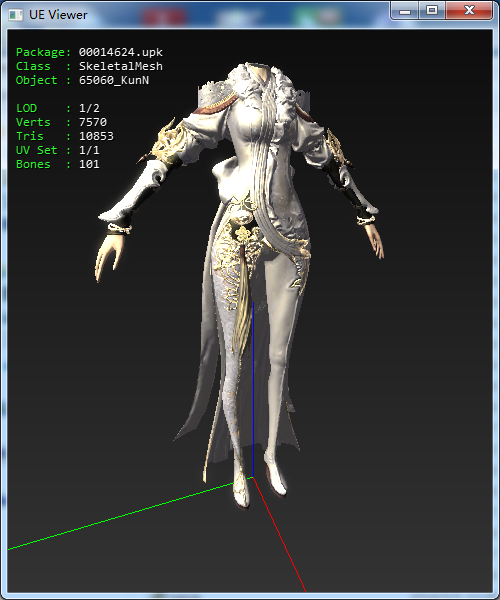 UE Viewer
Package: 00014624.upk
Class : SkeletalMesh
Object : 65060_KunN
LOD : 1/2
Verts : 7570
Tris : 10853
UV Set : 1/1
Bones : 101